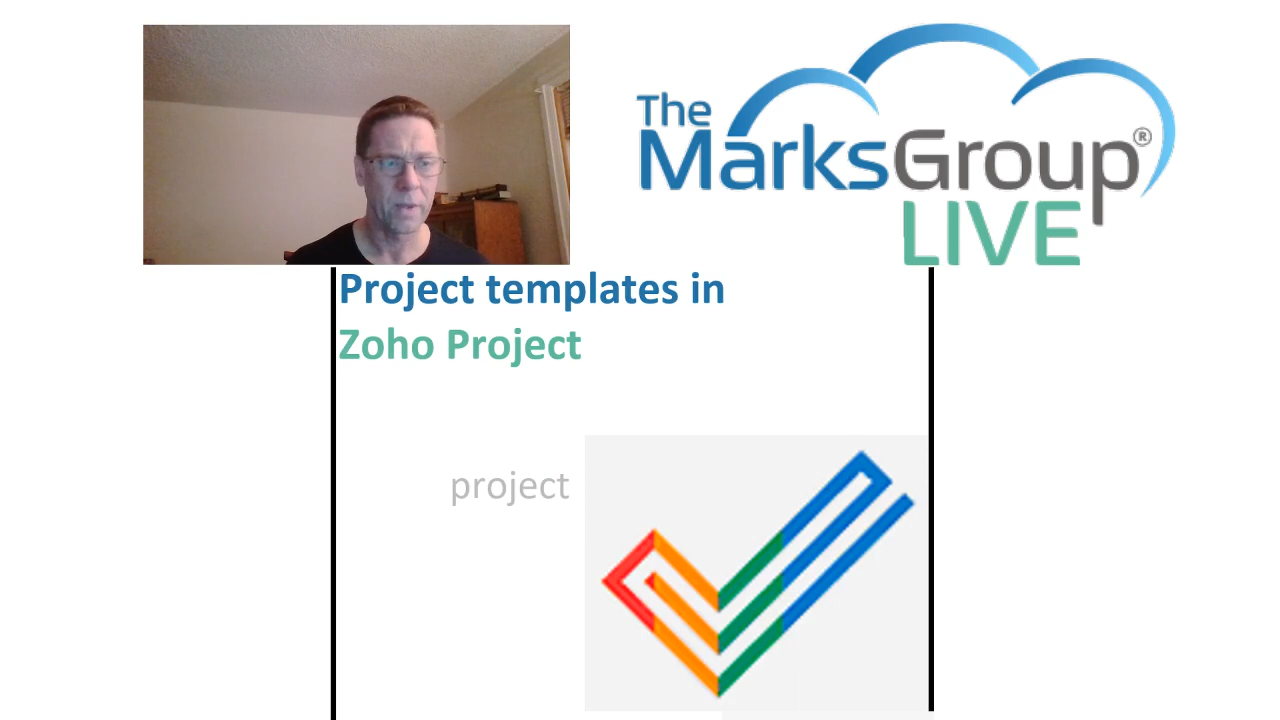 The
MarksGroup®
LIVE
Project templates in
Zoho Project
project